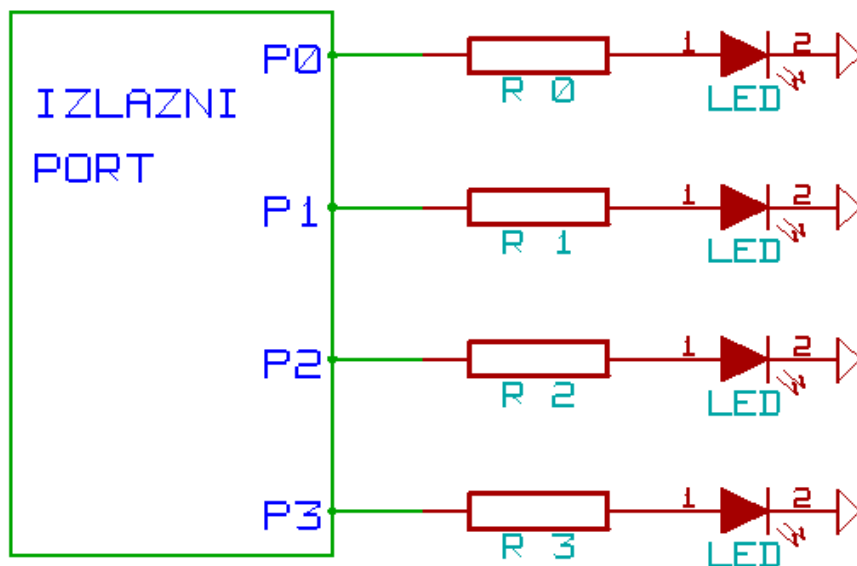 P0 1 2
R 0 LED
IZLAZNI
PORT
P1 1 2
R 1 LED
P2 1 2
R 2 LED
P3 1 2
R 3 LED